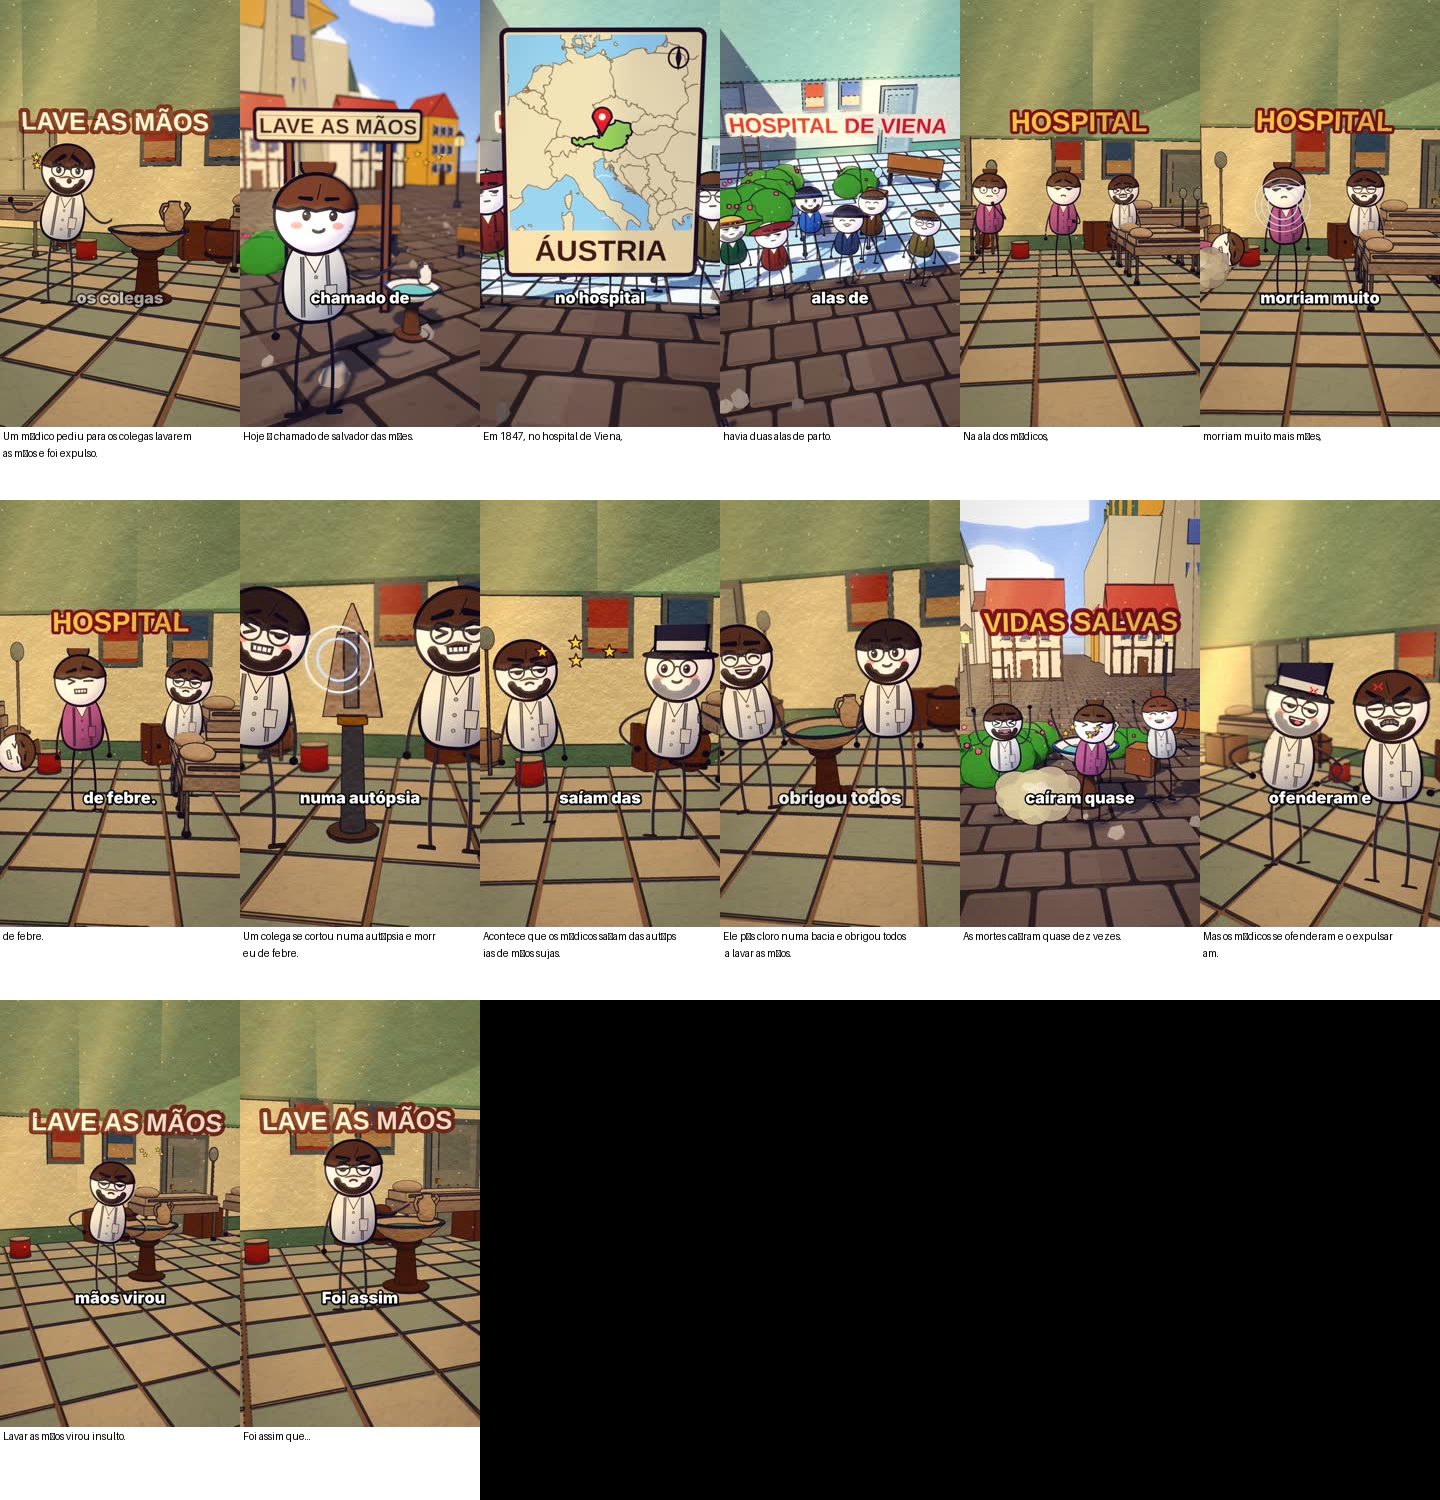 LAVE AS MÃOS
os colegas
LAVE AS MÃOS
chamado de
ÁUSTRIA
no hospital
HOSPITAL DE VIENA
alas de
HOSPITAL
HOSPITAL
morriam muito
Um m□dico pediu para os colegas lavarem
as m□os e foi expulso.
Hoje □ chamado de salvador das m□es.
Em 1847, no hospital de Viena,
havia duas alas de parto.
Na ala dos m□dicos,
morriam muito mais m□es,
HOSPITAL
de febre.
numa autópsia
saíam das
obrigou todos
VIDAS SALVAS
caíram quase
ofenderam e
de febre.
Um colega se cortou numa aut□psia e morr
eu de febre.
Acontece que os m□dicos sa□am das aut□ps
ias de m□os sujas.
Ele p□s cloro numa bacia e obrigou todos
a lavar as m□os.
As mortes ca□ram quase dez vezes.
Mas os m□dicos se ofenderam e o expulsar
am.
LAVE AS MÃOS
mãos virou
LAVE AS MÃOS
Foi assim
Lavar as m□os virou insulto.
Foi assim que...